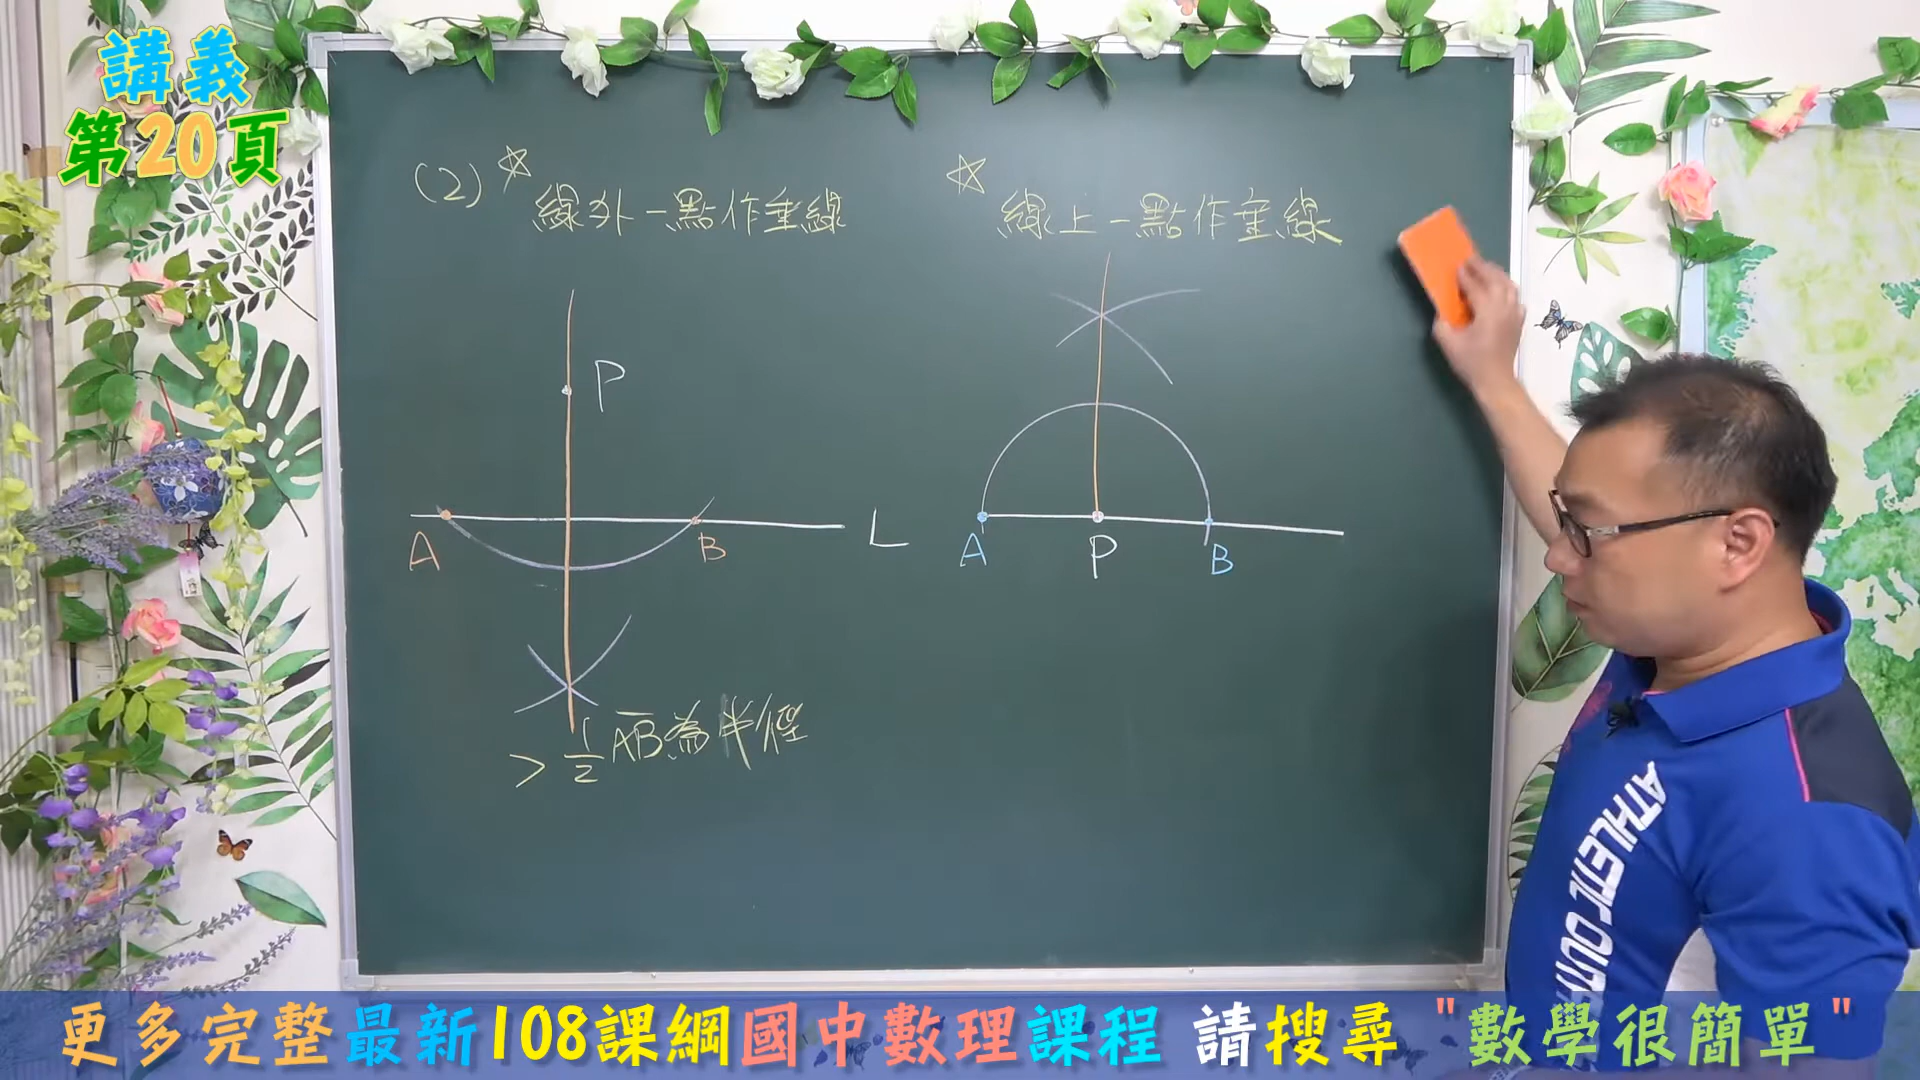 講義
第20頁
(2) ☆ 線外一點作垂線
☆ 線上一點作垂線
P
A
B
L
> 1/2 AB為半徑
A
P
B
ATHLETIC OUT
更多完整最新108課綱國中數理課程 請搜尋 "數學很簡單"